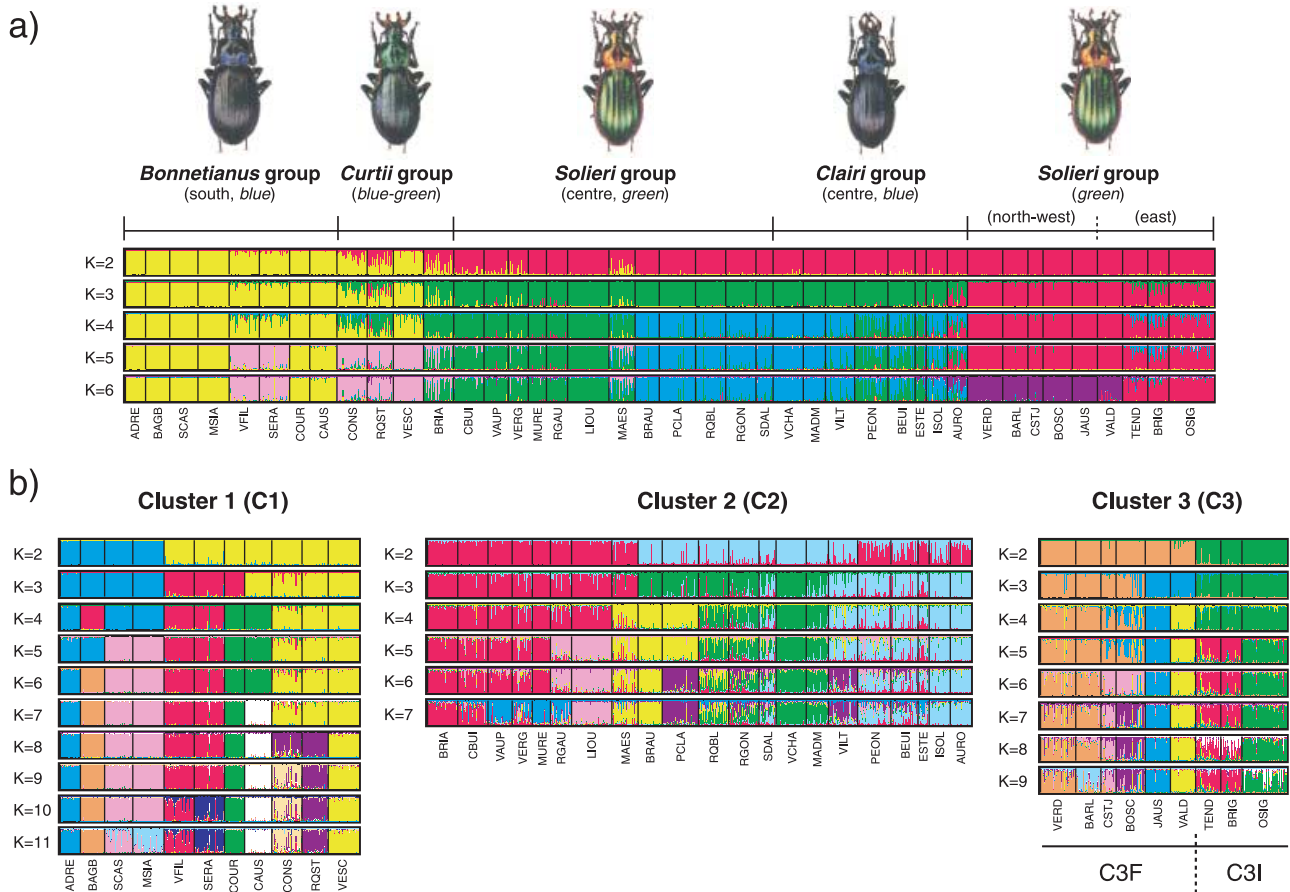 a)
Bonnetianus group
(south, blue)
Curtii group
(blue-green)
Solieri group
(centre, green)
Clairi group
(centre, blue)
Solieri group
(green)
(north-west) (east)
K=2
K=3
K=4
K=5
K=6
ADRE BAGB SCAS MSIA VFIL SERA COUR CAUS CONS RQST VESC BRIA CBUI VAUP VERG MURE RGAU LIOU MAES BRAU PCLA RQBL RGON SDAL VCHA MADM VILT PEON BEUI ESTE ISOL AURO VERD BARL CSTJ BOSC JAUS VALD TEND BRIG OSIG
b)
Cluster 1 (C1)
K=2
K=3
K=4
K=5
K=6
K=7
K=8
K=9
K=10
K=11
ADRE BAGB SCAS MSIA VFIL SERA COUR CAUS CONS RQST VESC
Cluster 2 (C2)
K=2
K=3
K=4
K=5
K=6
K=7
BRIA CBUI VAUP VERG MURE RGAU LIOU MAES BRAU PCLA RQBL RGON SDAL VCHA MADM VILT PEON BEUI ESTE ISOL AURO
Cluster 3 (C3)
K=2
K=3
K=4
K=5
K=6
K=7
K=8
K=9
VERD BARL CSTJ BOSC JAUS VALD TEND BRIG OSIG
C3F C3I